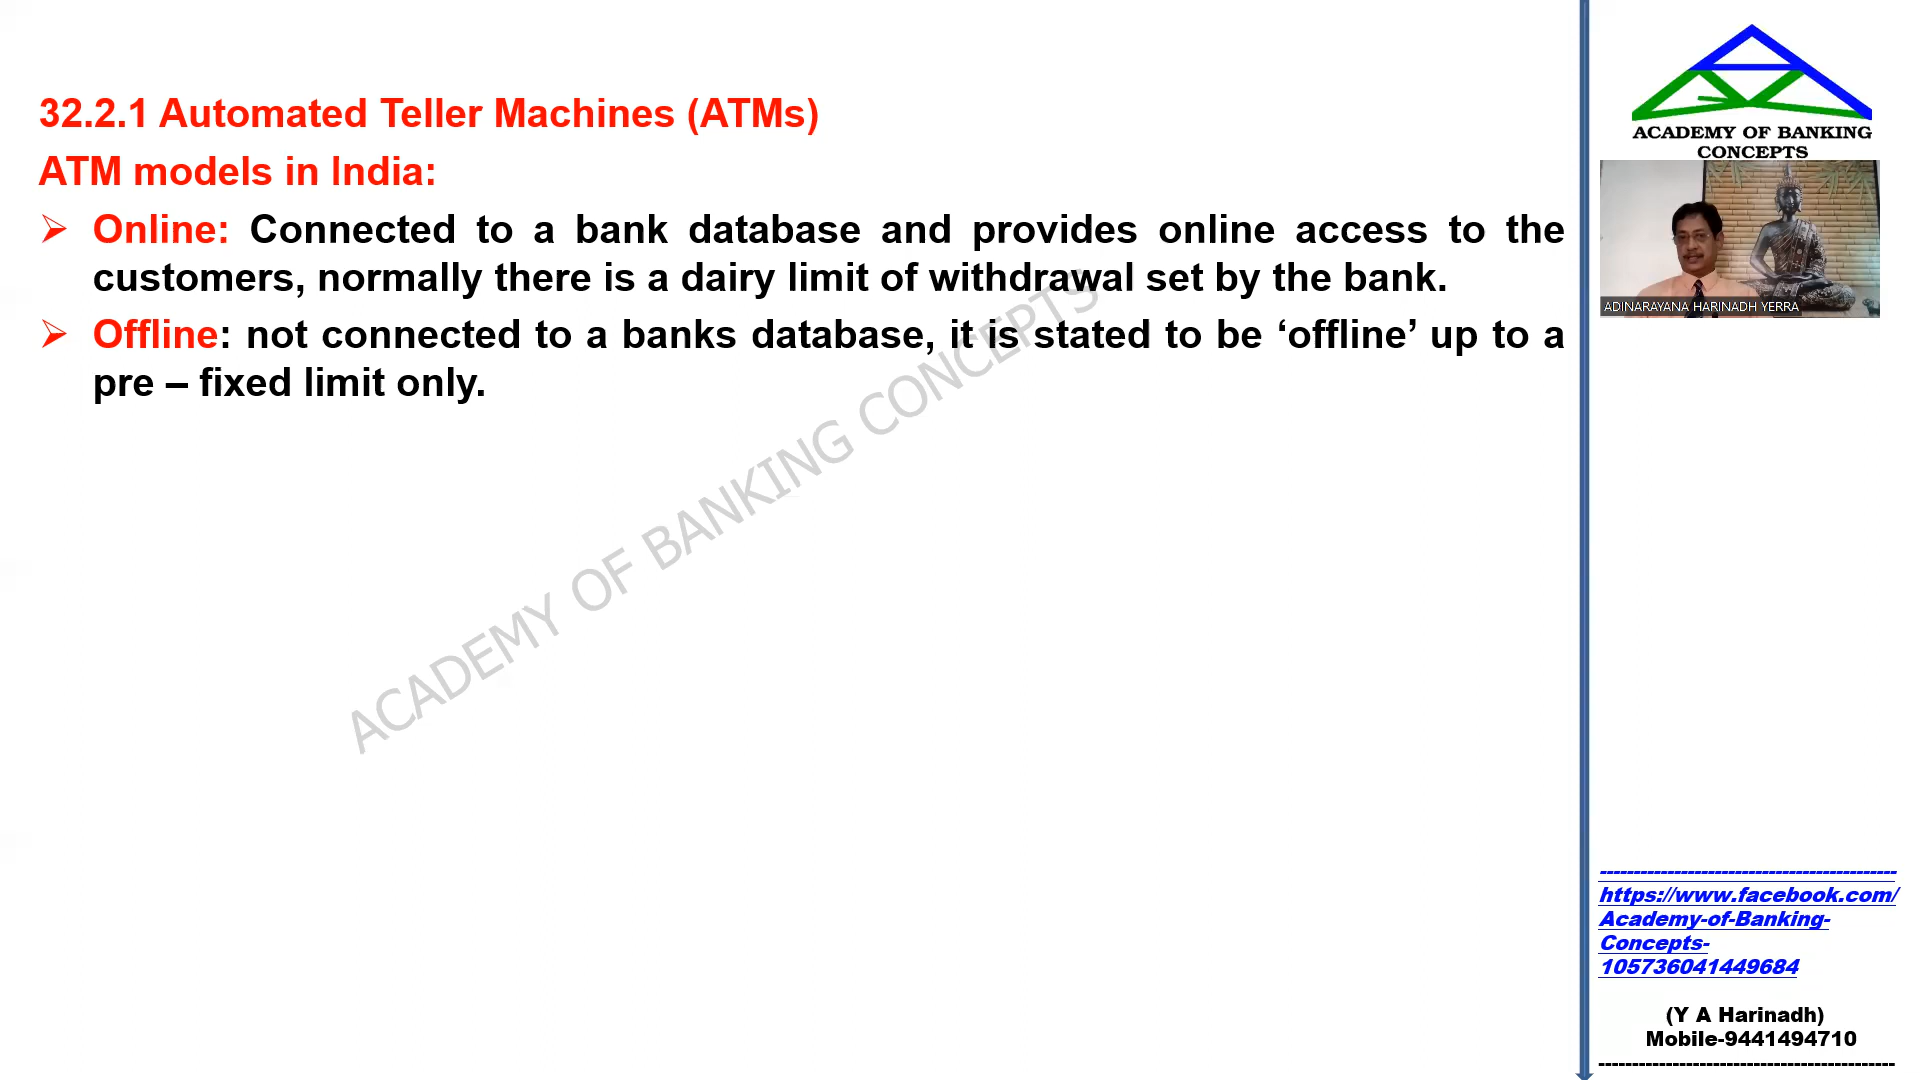 32.2.1 Automated Teller Machines (ATMs)
ATM models in India:
Online: Connected to a bank database and provides online access to the
customers, normally there is a dairy limit of withdrawal set by the bank.
Offline: not connected to a banks database, it is stated to be ‘offline’ up to a
pre – fixed limit only.
ACADEMY OF BANKING CONCEPTS
ACADEMY OF BANKING
CONCEPTS
ADINARAYANA HARINADH YERRA
https://www.facebook.com/
Academy-of-Banking-
Concepts-
105736041449684
(Y A Harinadh)
Mobile-9441494710